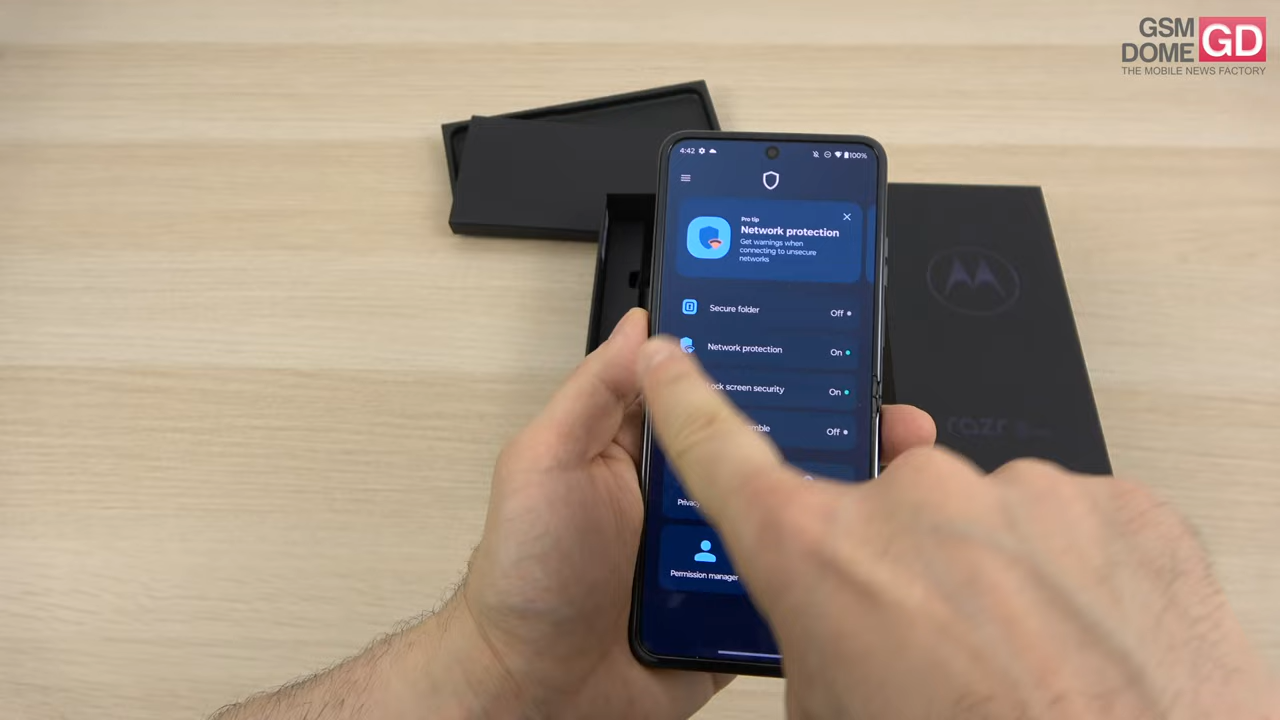 GSM
DOME GD
THE MOBILE NEWS FACTORY
4:42
100%
Pro tip
Network protection
Get warnings when
connecting to unsecure
networks
Secure folder Off
Network protection On
ock screen security On
Off
Privac
Permission manager
razr